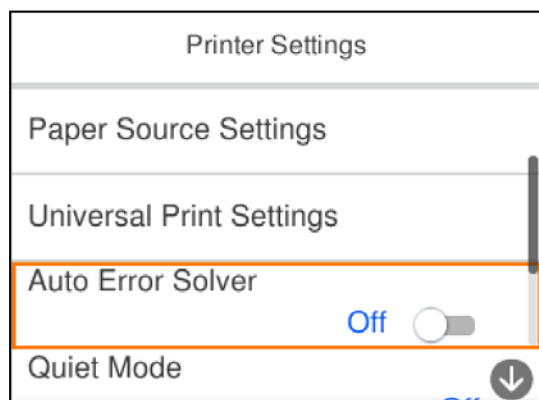 Printer Settings
Paper Source Settings
Universal Print Settings
Auto Error Solver
Off
Quiet Mode